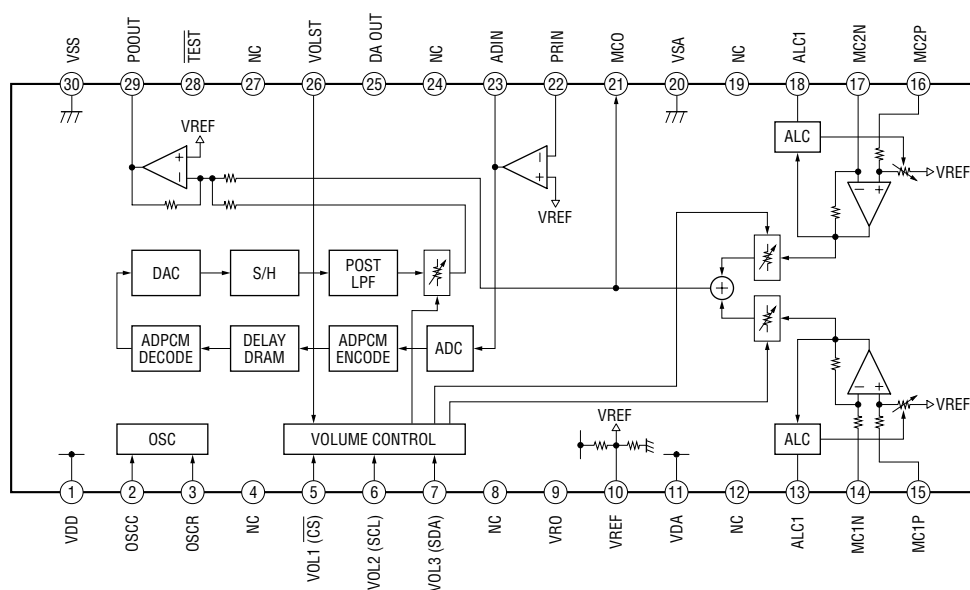 VSS
POOUT
TEST
NC
VOLST
DA OUT
NC
ADIN
PRIN
MCO
VSA
NC
ALC1
MC2N
MC2P
30
29
28
27
26
25
24
23
22
21
20
19
18
17
16
VREF
+
−
−
+
VREF
ALC
VREF
−
+
DAC
S/H
POST
LPF
+
ADPCM
DECODE
DELAY
DRAM
ADPCM
ENCODE
ADC
−
+
VREF
OSC
VOLUME CONTROL
VREF
ALC
1
2
3
4
5
6
7
8
9
10
11
12
13
14
15
VDD
OSCC
OSCR
NC
VOL1 (CS)
VOL2 (SCL)
VOL3 (SDA)
NC
VRO
VREF
VDA
NC
ALC1
MC1N
MC1P